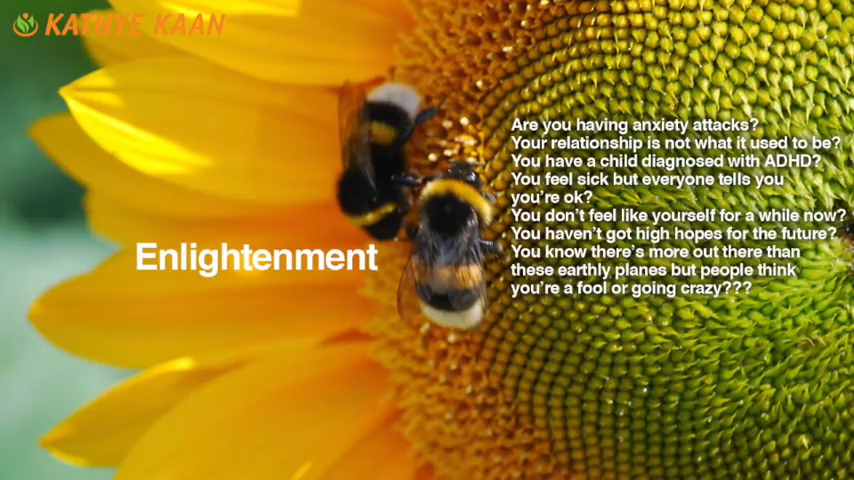 KATHYE KAAN
Are you having anxiety attacks?
Your relationship is not what it used to be?
You have a child diagnosed with ADHD?
You feel sick but everyone tells you
you're ok?
You don't feel like yourself for a while now?
You haven't got high hopes for the future?
You know there's more out there than
these earthly planes but people think
you're a fool or going crazy???
Enlightenment